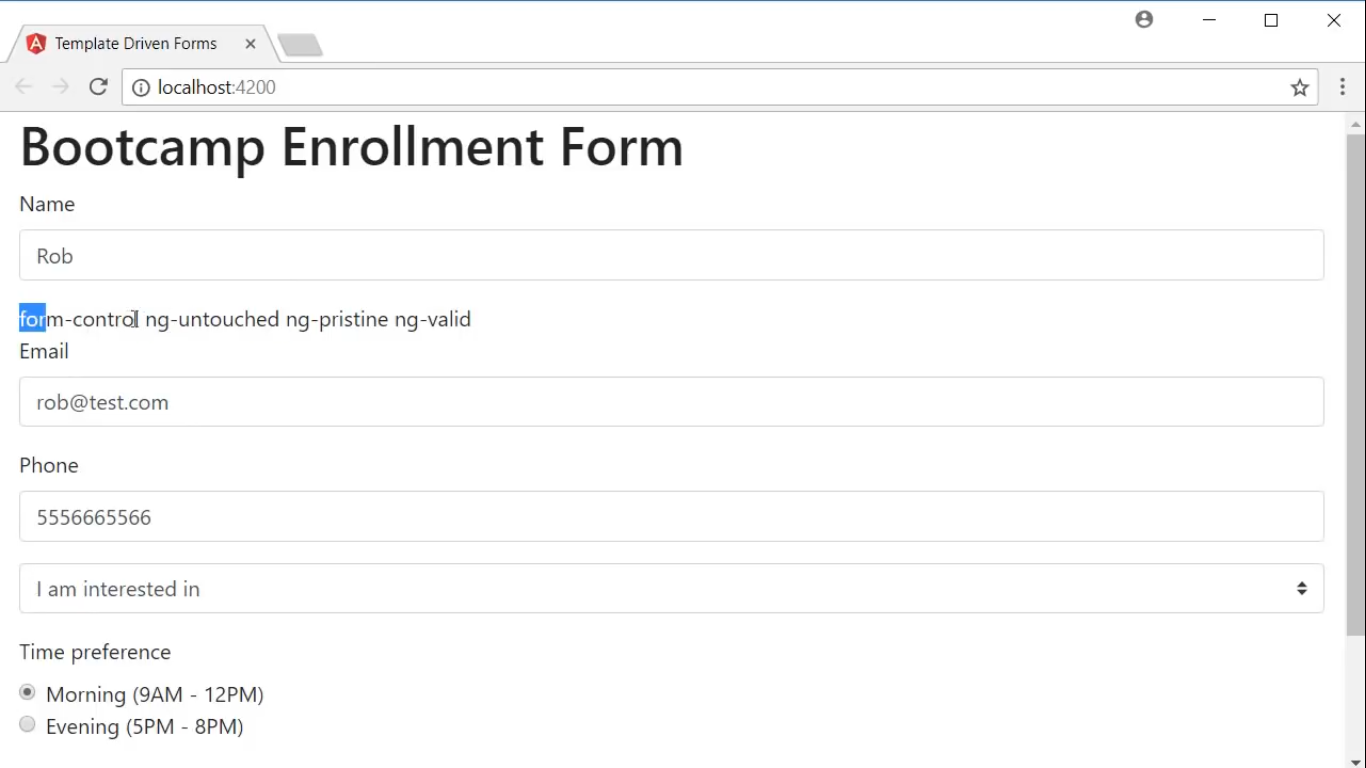 Template Driven Forms
localhost:4200
Bootcamp Enrollment Form
Name
Rob
form-control ng-untouched ng-pristine ng-valid
Email
rob@test.com
Phone
5556665566
I am interested in
Time preference
Morning (9AM - 12PM)
Evening (5PM - 8PM)